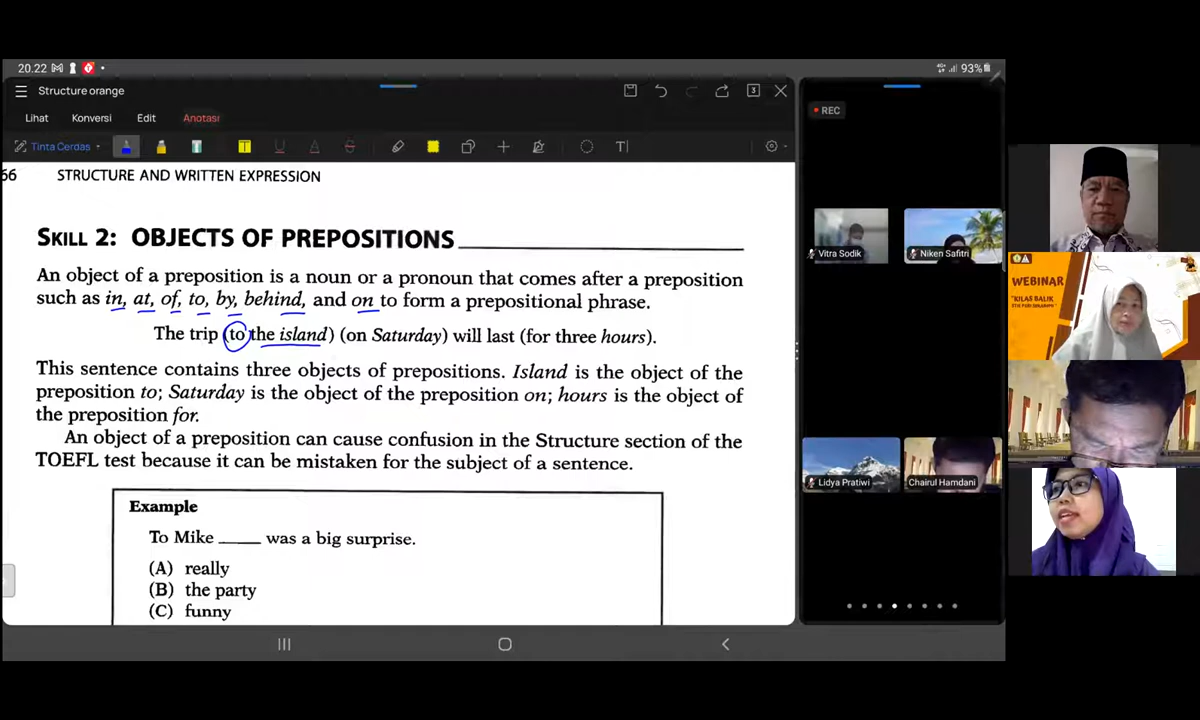 20.22
93%
Structure orange
3
Lihat Konversi Edit Anotasi
Tinta Cerdas
T
66 STRUCTURE AND WRITTEN EXPRESSION
SKILL 2: OBJECTS OF PREPOSITIONS
An object of a preposition is a noun or a pronoun that comes after a preposition
such as in, at, of, to, by, behind, and on to form a prepositional phrase.
The trip (to the island) (on Saturday) will last (for three hours).
This sentence contains three objects of prepositions. Island is the object of the
preposition to; Saturday is the object of the preposition on; hours is the object of
the preposition for.
An object of a preposition can cause confusion in the Structure section of the
TOEFL test because it can be mistaken for the subject of a sentence.
Example
To Mike _____ was a big surprise.
(A) really
(B) the party
(C) funny
REC
Vitra Sodik
Niken Safitri
Lidya Pratiwi
Chairul Hamdani
WEBINAR
"KILAS BALIK